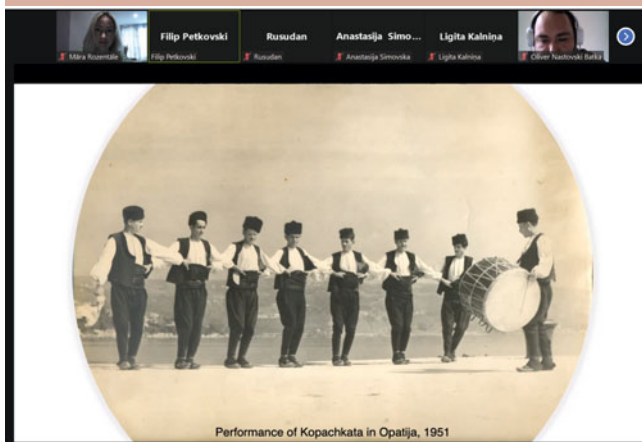 Filip Petkovski
Rusudan
Anastasija Simo...
Ligita Kalniņa
Māra Rozentāle
Filip Petkovski
Rusudan
Anastasija Simovska
Ligita Kalniņa
Oliver Nastovski Batka
Performance of Kopachkata in Opatija, 1951